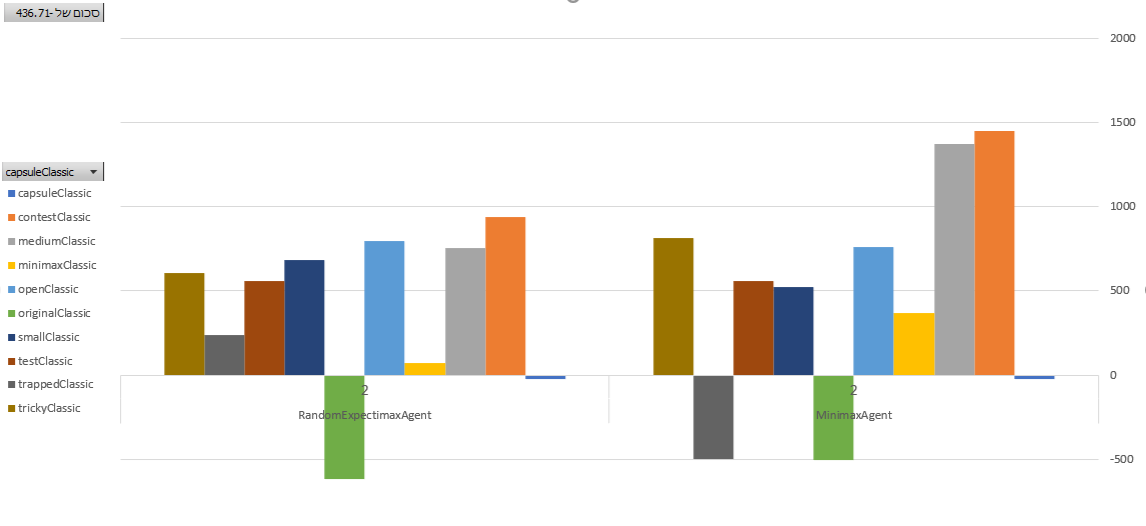 סכום של -436.71
2000
1500
capsuleClassic
capsuleClassic
contestClassic
mediumClassic
minimaxClassic
openClassic
originalClassic
smallClassic
testClassic
trappedClassic
trickyClassic
1000
500
0
2
2
RandomExpectimaxAgent
MinimaxAgent
-500